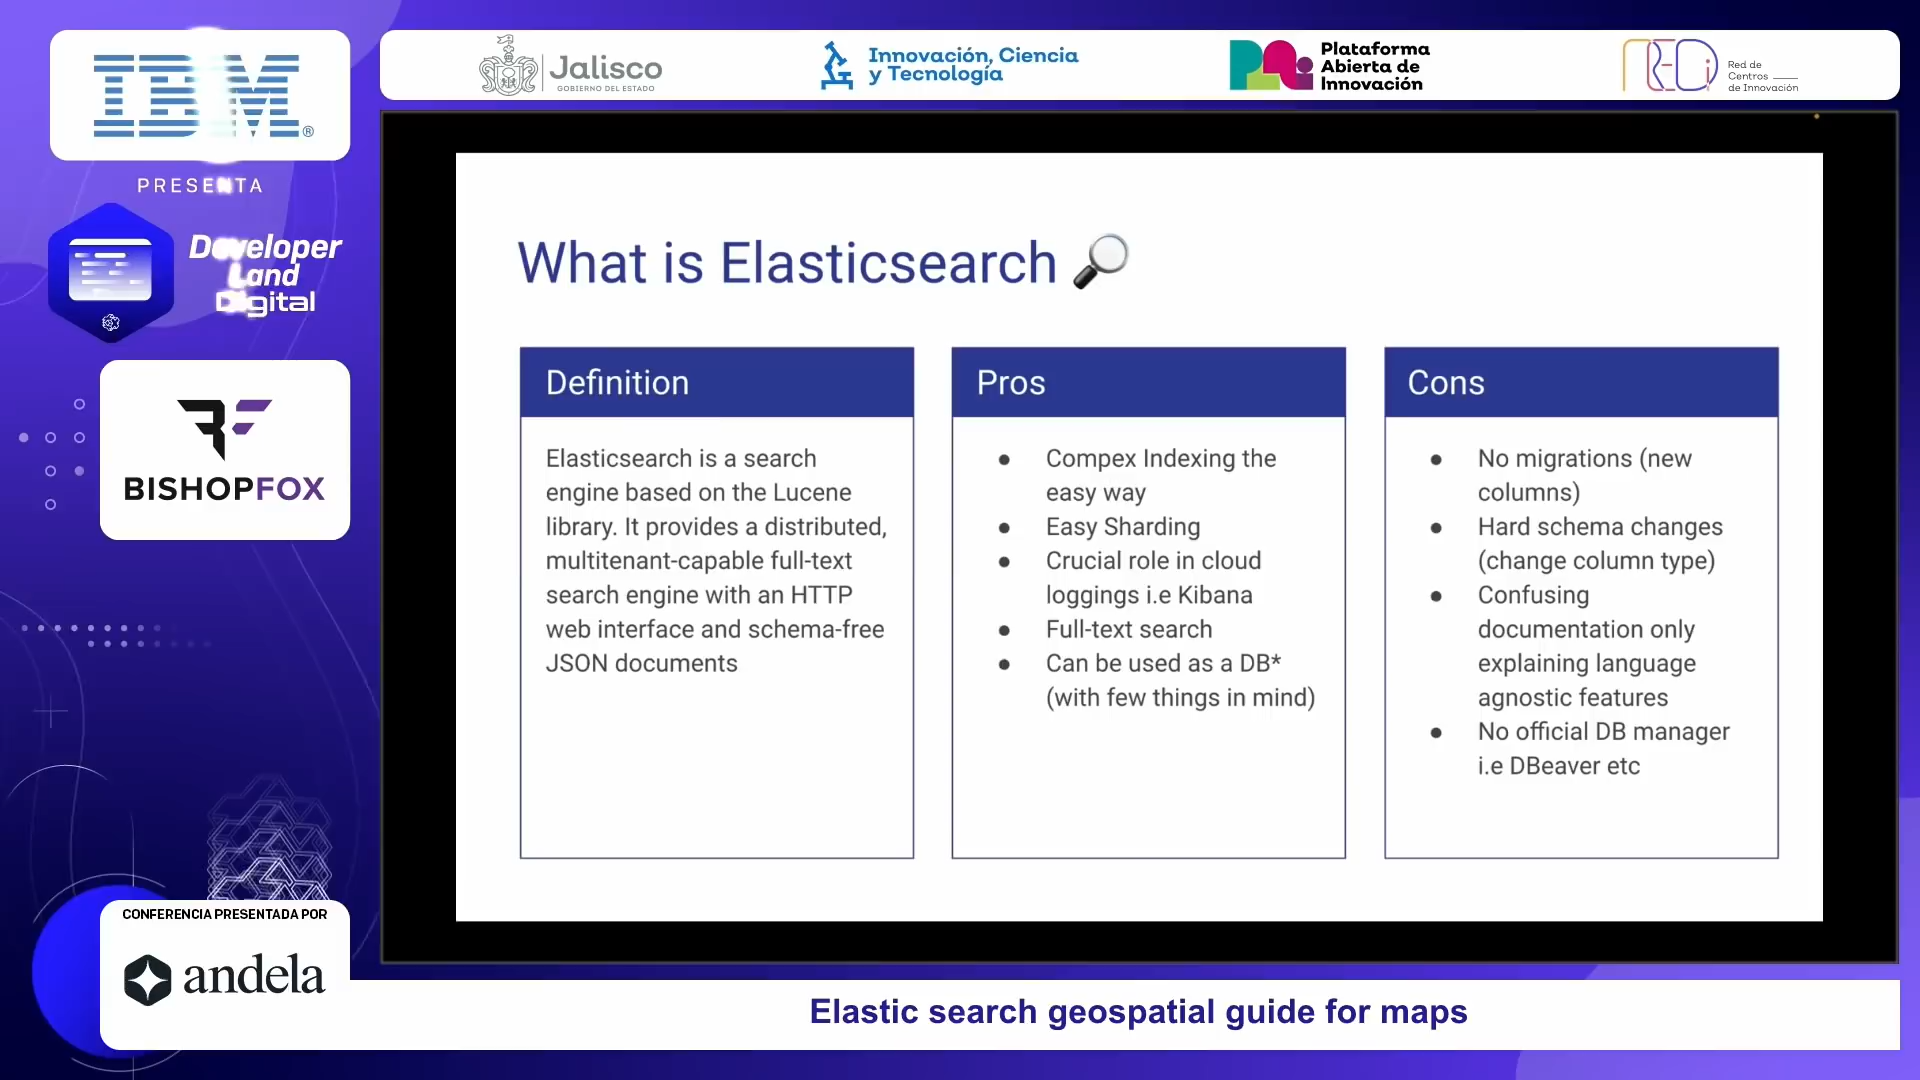 IBM®
PRESENTA
Developer
Land
Digital
BISHOPFOX
CONFERENCIA PRESENTADA POR
andela
Jalisco
GOBIERNO DEL ESTADO
Innovación, Ciencia
y Tecnología
Plataforma
Abierta de
Innovación
REDi
Red de
Centros
de Innovación
What is Elasticsearch
Definition
Elasticsearch is a search
engine based on the Lucene
library. It provides a distributed,
multitenant-capable full-text
search engine with an HTTP
web interface and schema-free
JSON documents
Pros
● Compex Indexing the
easy way
● Easy Sharding
● Crucial role in cloud
loggings i.e Kibana
● Full-text search
● Can be used as a DB*
(with few things in mind)
Cons
● No migrations (new
columns)
● Hard schema changes
(change column type)
● Confusing
documentation only
explaining language
agnostic features
● No official DB manager
i.e DBeaver etc
Elastic search geospatial guide for maps